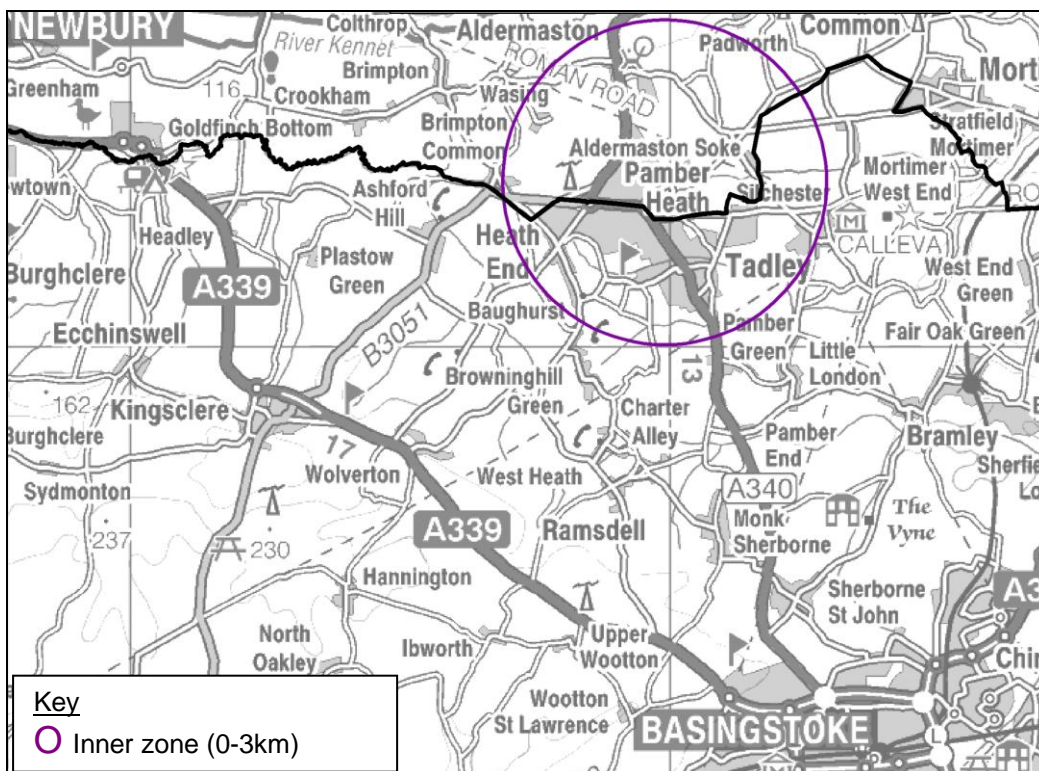 NEWBURY
Colthrop
Aldermaston
Common
River Kennet
Padworth
Greenham
Brimpton
ROMAN ROAD
116
Crookham
Wasing
Goldfinch Bottom
Brimpton
Common
Aldermaston Soke
Stratfield
Mortimer
Pamber
Heath
Mortimer
West End
Silchester
Ashford
Hill
CALLEVA
Headley
Heath
End
Tadley
Burghclere
Plastow
Green
A339
West End
Green
Baughurst
Ecchinswell
B3051
Pamber
Green
Fair Oak Green
13
Little
London
Browninghill
Green
162
Kingsclere
Charter
Alley
Burghclere
17
Pamber
End
Bramley
Wolverton
West Heath
Sydmonton
A340
The
Vyne
A339
Ramsdell
Monk
Sherborne
237
230
Hannington
Sherborne
St John
North
Oakley
Ibworth
Upper
Wootton
Wootton
St Lawrence
BASINGSTOKE
Key
Inner zone (0-3km)